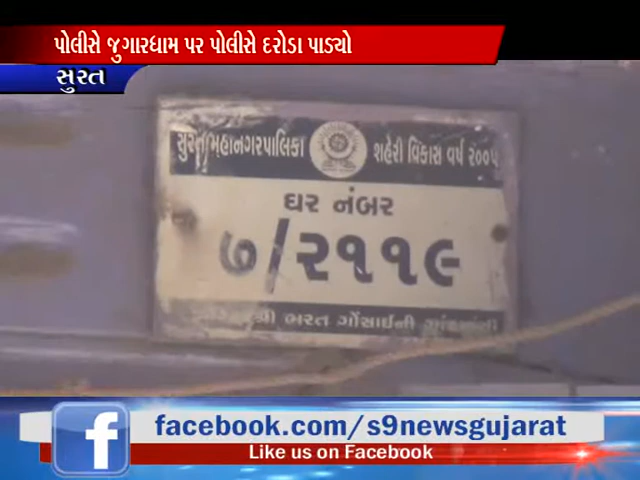 પોલીસે જુગારધામ પર પોલીસે દરોડા પાડ્યો
સુરત
સુરત મહાનગરપાલિકા શહેરી વિકાસ વર્ષ ૨૦૦૫
ઘર નંબર
૭/૨૧૧૯
શ્રી ભરત ગોંસાઈની
facebook.com/s9newsgujarat
Like us on Facebook